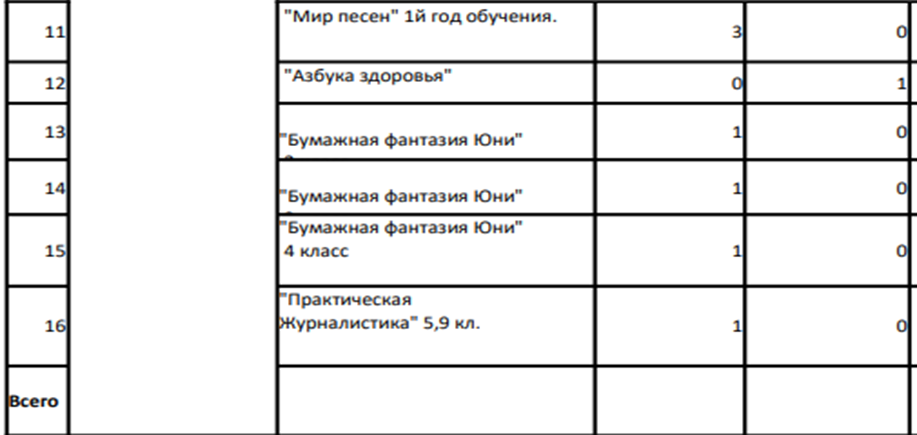 11 "Мир песен" 1й год обучения. 3 0
12 "Азбука здоровья" 0 1
13 "Бумажная фантазия Юни" 1 0
14 "Бумажная фантазия Юни" 1 0
"Бумажная фантазия Юни"
15 4 класс 1 0
"Практическая
16 Журналистика" 5,9 кл. 1 0
Всего